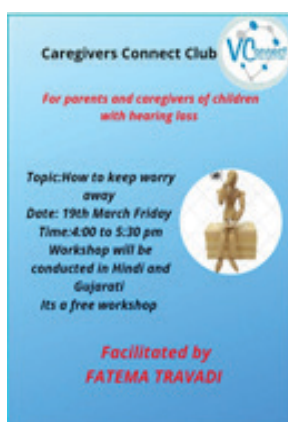 Caregivers Connect Club
VConnect
For parents and caregivers of children
with hearing loss
Topic:How to keep worry
away
Date: 19th March Friday
Time:4:00 to 5:30 pm
Workshop will be
conducted in Hindi and
Gujarati
Its a free workshop
Facilitated by
FATEMA TRAVADI